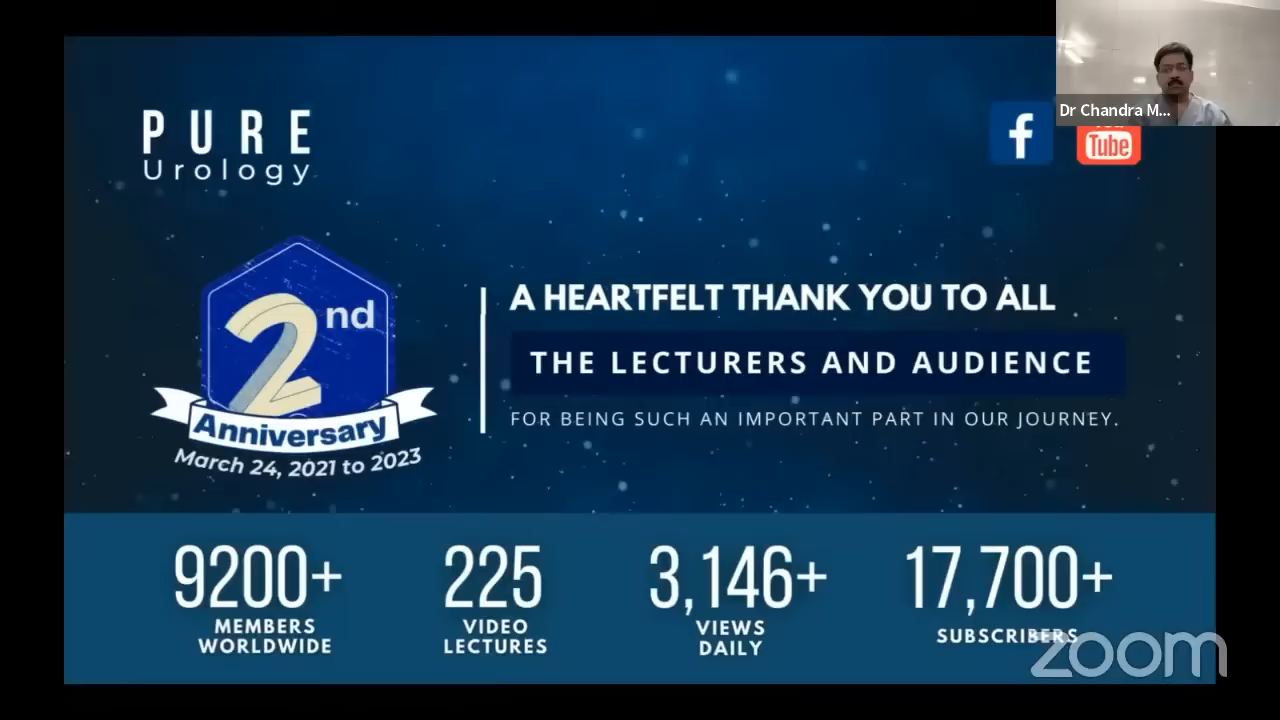 PURE
Urology
f
You
Tube
Dr Chandra M...
2nd
Anniversary
March 24, 2021 to 2023
A HEARTFELT THANK YOU TO ALL
THE LECTURERS AND AUDIENCE
FOR BEING SUCH AN IMPORTANT PART IN OUR JOURNEY.
9200+
MEMBERS
WORLDWIDE
225
VIDEO
LECTURES
3,146+
VIEWS
DAILY
17,700+
SUBSCRIBERS
zoom